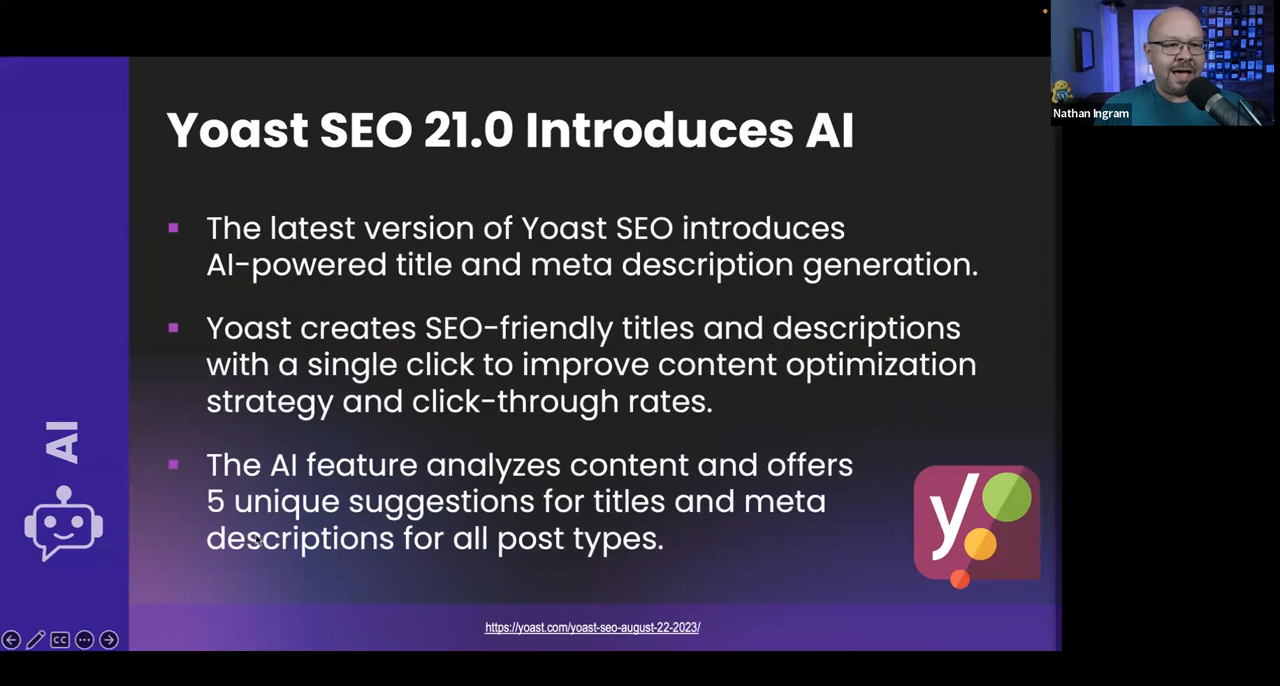 Yoast SEO 21.0 Introduces AI
The latest version of Yoast SEO introduces
AI-powered title and meta description generation.
Yoast creates SEO-friendly titles and descriptions
with a single click to improve content optimization
strategy and click-through rates.
The AI feature analyzes content and offers
5 unique suggestions for titles and meta
descriptions for all post types.
AI
y
https://yoast.com/yoast-seo-august-22-2023/
CC
Nathan Ingram